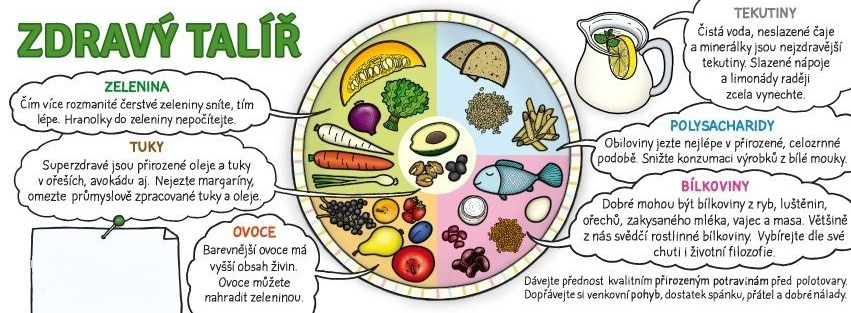 ZDRAVÝ TALÍŘ
ZELENINA
Čím více rozmanité čerstvé zeleniny sníte, tím
lépe. Hranolky do zeleniny nepočítejte.
TUKY
Superzdravé jsou přirozené oleje a tuky
v ořeších, avokádu aj. Nejezte margaríny,
omezte průmyslově zpracované tuky a oleje.
OVOCE
Barevnější ovoce má
vyšší obsah živin.
Ovoce můžete
nahradit zeleninou.
TEKUTINY
Čistá voda, neslazené čaje
a minerálky jsou nejzdravější
tekutiny. Slazené nápoje
a limonády raději
zcela vynechte.
POLYSACHARIDY
Obiloviny jezte nejlépe v přirozené, celozrnné
podobě. Snižte konzumaci výrobků z bílé mouky.
BÍLKOVINY
Dobré mohou být bílkoviny z ryb, luštěnin,
ořechů, zakysaného mléka, vajec a masa. Většině
z nás svědčí rostlinné bílkoviny. Vybírejte dle své
chuti i životní filozofie.
Dávejte přednost kvalitním přirozeným potravinám před polotovary.
Dopřávejte si venkovní pohyb, dostatek spánku, přátel a dobré nálady.